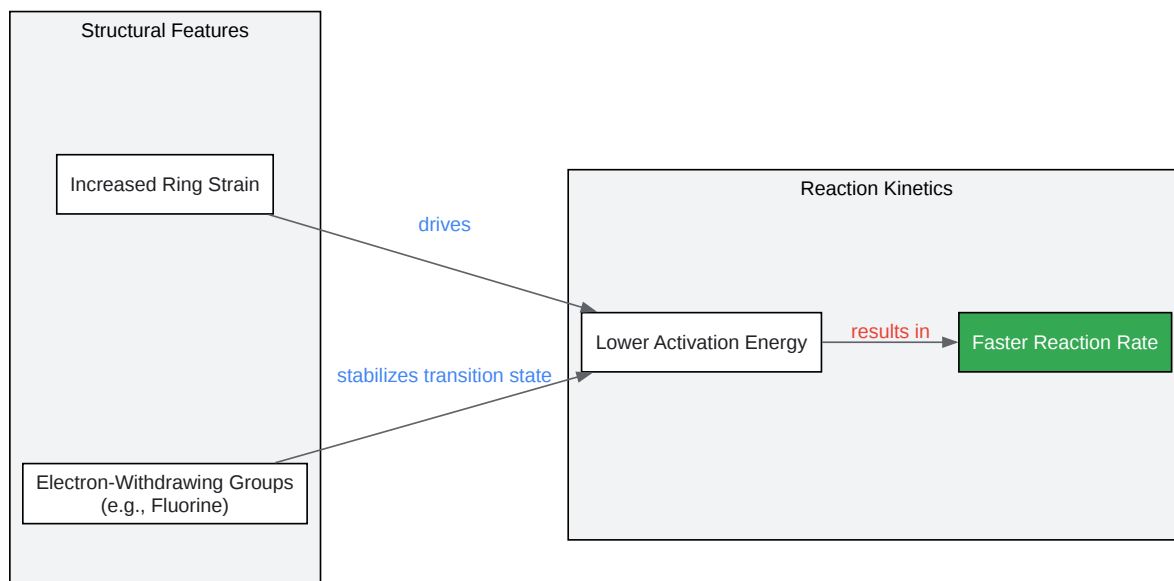 Structural Features
Increased Ring Strain
drives
stabilizes transition state
Electron-Withdrawing Groups
(e.g., Fluorine)
Reaction Kinetics
Lower Activation Energy
results in
Faster Reaction Rate